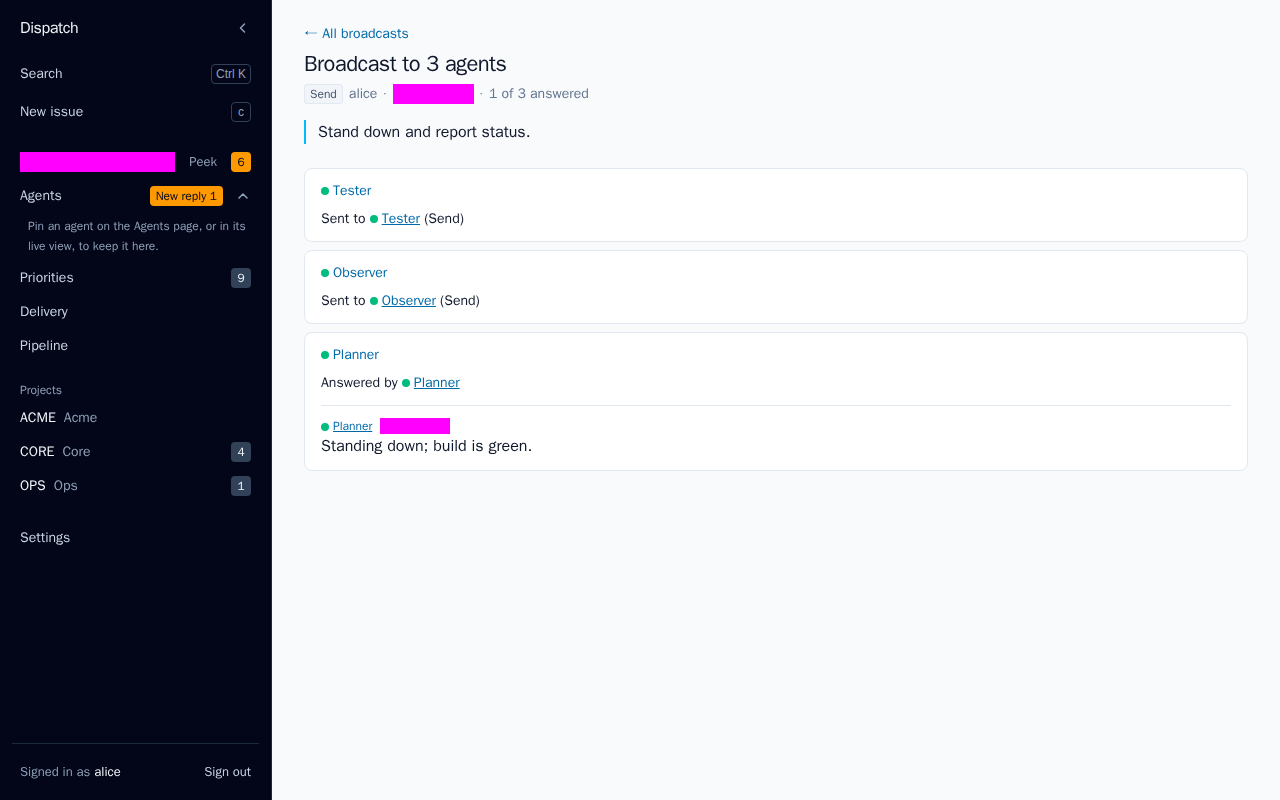 Dispatch
Search Ctrl K
New issue c
Peek 6
Agents New reply 1
Pin an agent on the Agents page, or in its
live view, to keep it here.
Priorities 9
Delivery
Pipeline
Projects
ACME Acme
CORE Core 4
OPS Ops 1
Settings
Signed in as alice Sign out
← All broadcasts
Broadcast to 3 agents
Send alice · · 1 of 3 answered
Stand down and report status.
Tester
Sent to Tester (Send)
Observer
Sent to Observer (Send)
Planner
Answered by Planner
Planner
Standing down; build is green.